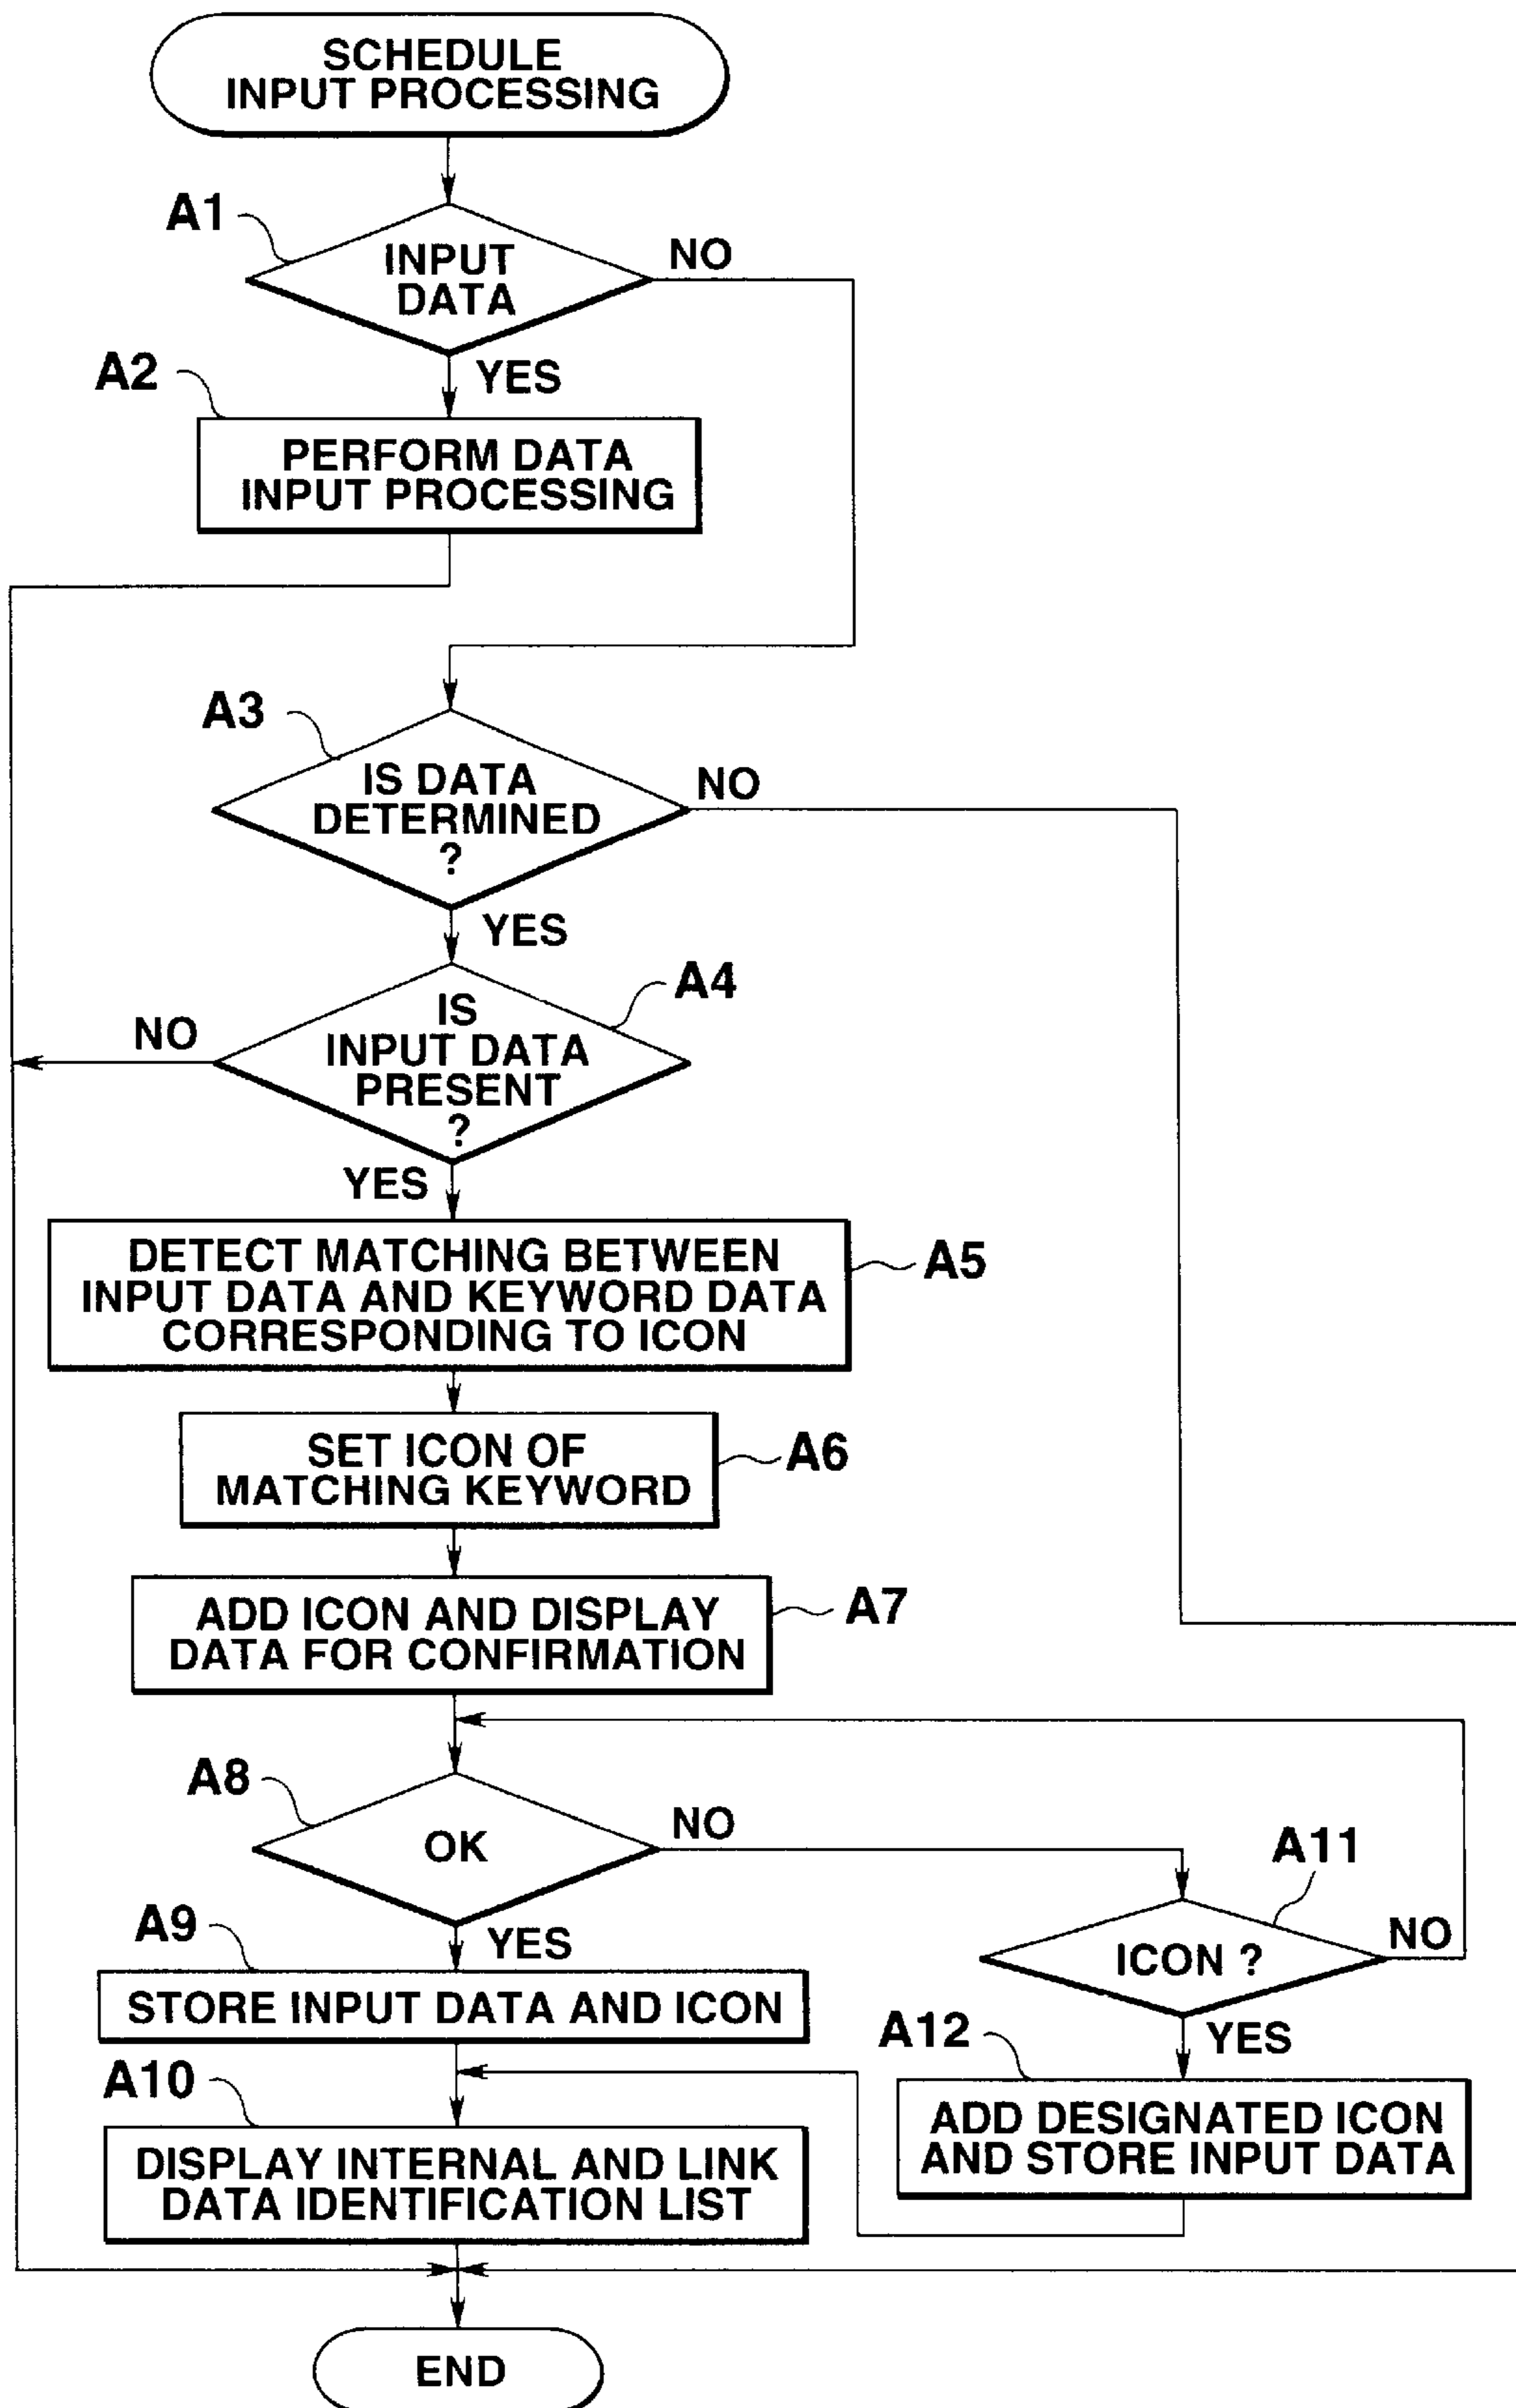 SCHEDULE
INPUT PROCESSING
A1
INPUT
DATA
NO
YES
A2
PERFORM DATA
INPUT PROCESSING
A3
IS DATA
DETERMINED
?
NO
YES
A4
IS
INPUT DATA
PRESENT
?
NO
YES
DETECT MATCHING BETWEEN
INPUT DATA AND KEYWORD DATA
CORRESPONDING TO ICON
A5
SET ICON OF
MATCHING KEYWORD
A6
ADD ICON AND DISPLAY
DATA FOR CONFIRMATION
A7
A8
OK
NO
A11
ICON ?
NO
A9
YES
STORE INPUT DATA AND ICON
A12
YES
ADD DESIGNATED ICON
AND STORE INPUT DATA
A10
DISPLAY INTERNAL AND LINK
DATA IDENTIFICATION LIST
END